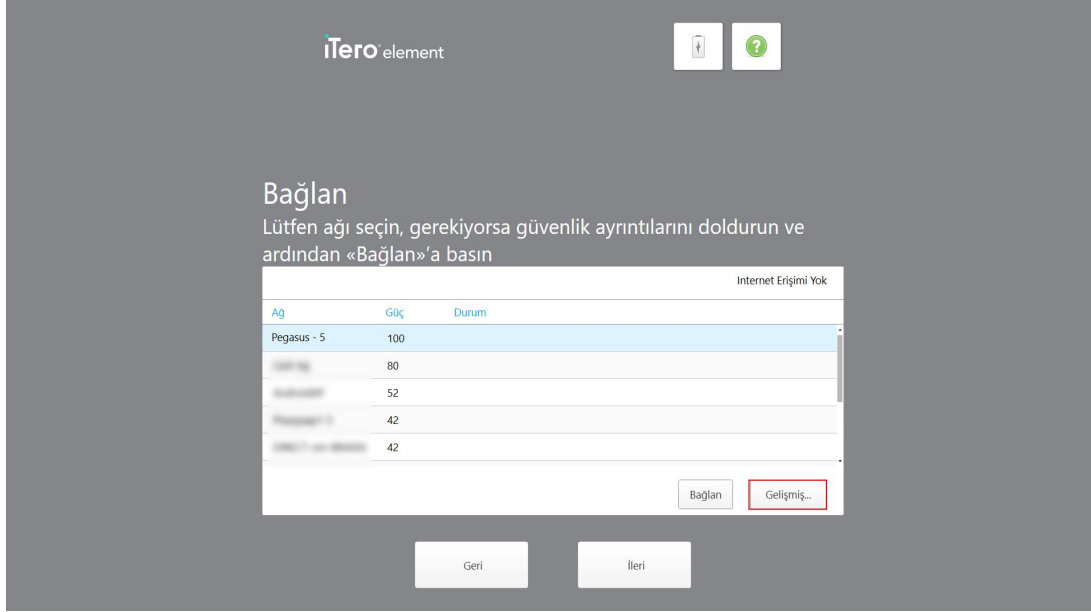 iTero element
?
Bağlan
Lütfen ağı seçin, gerekiyorsa güvenlik ayrıntılarını doldurun ve
ardından «Bağlan»’a basın
Internet Erişimi Yok
Ağ Güç Durum
Pegasus - 5 100
80
52
42
42
Bağlan Gelişmiş...
Geri İleri